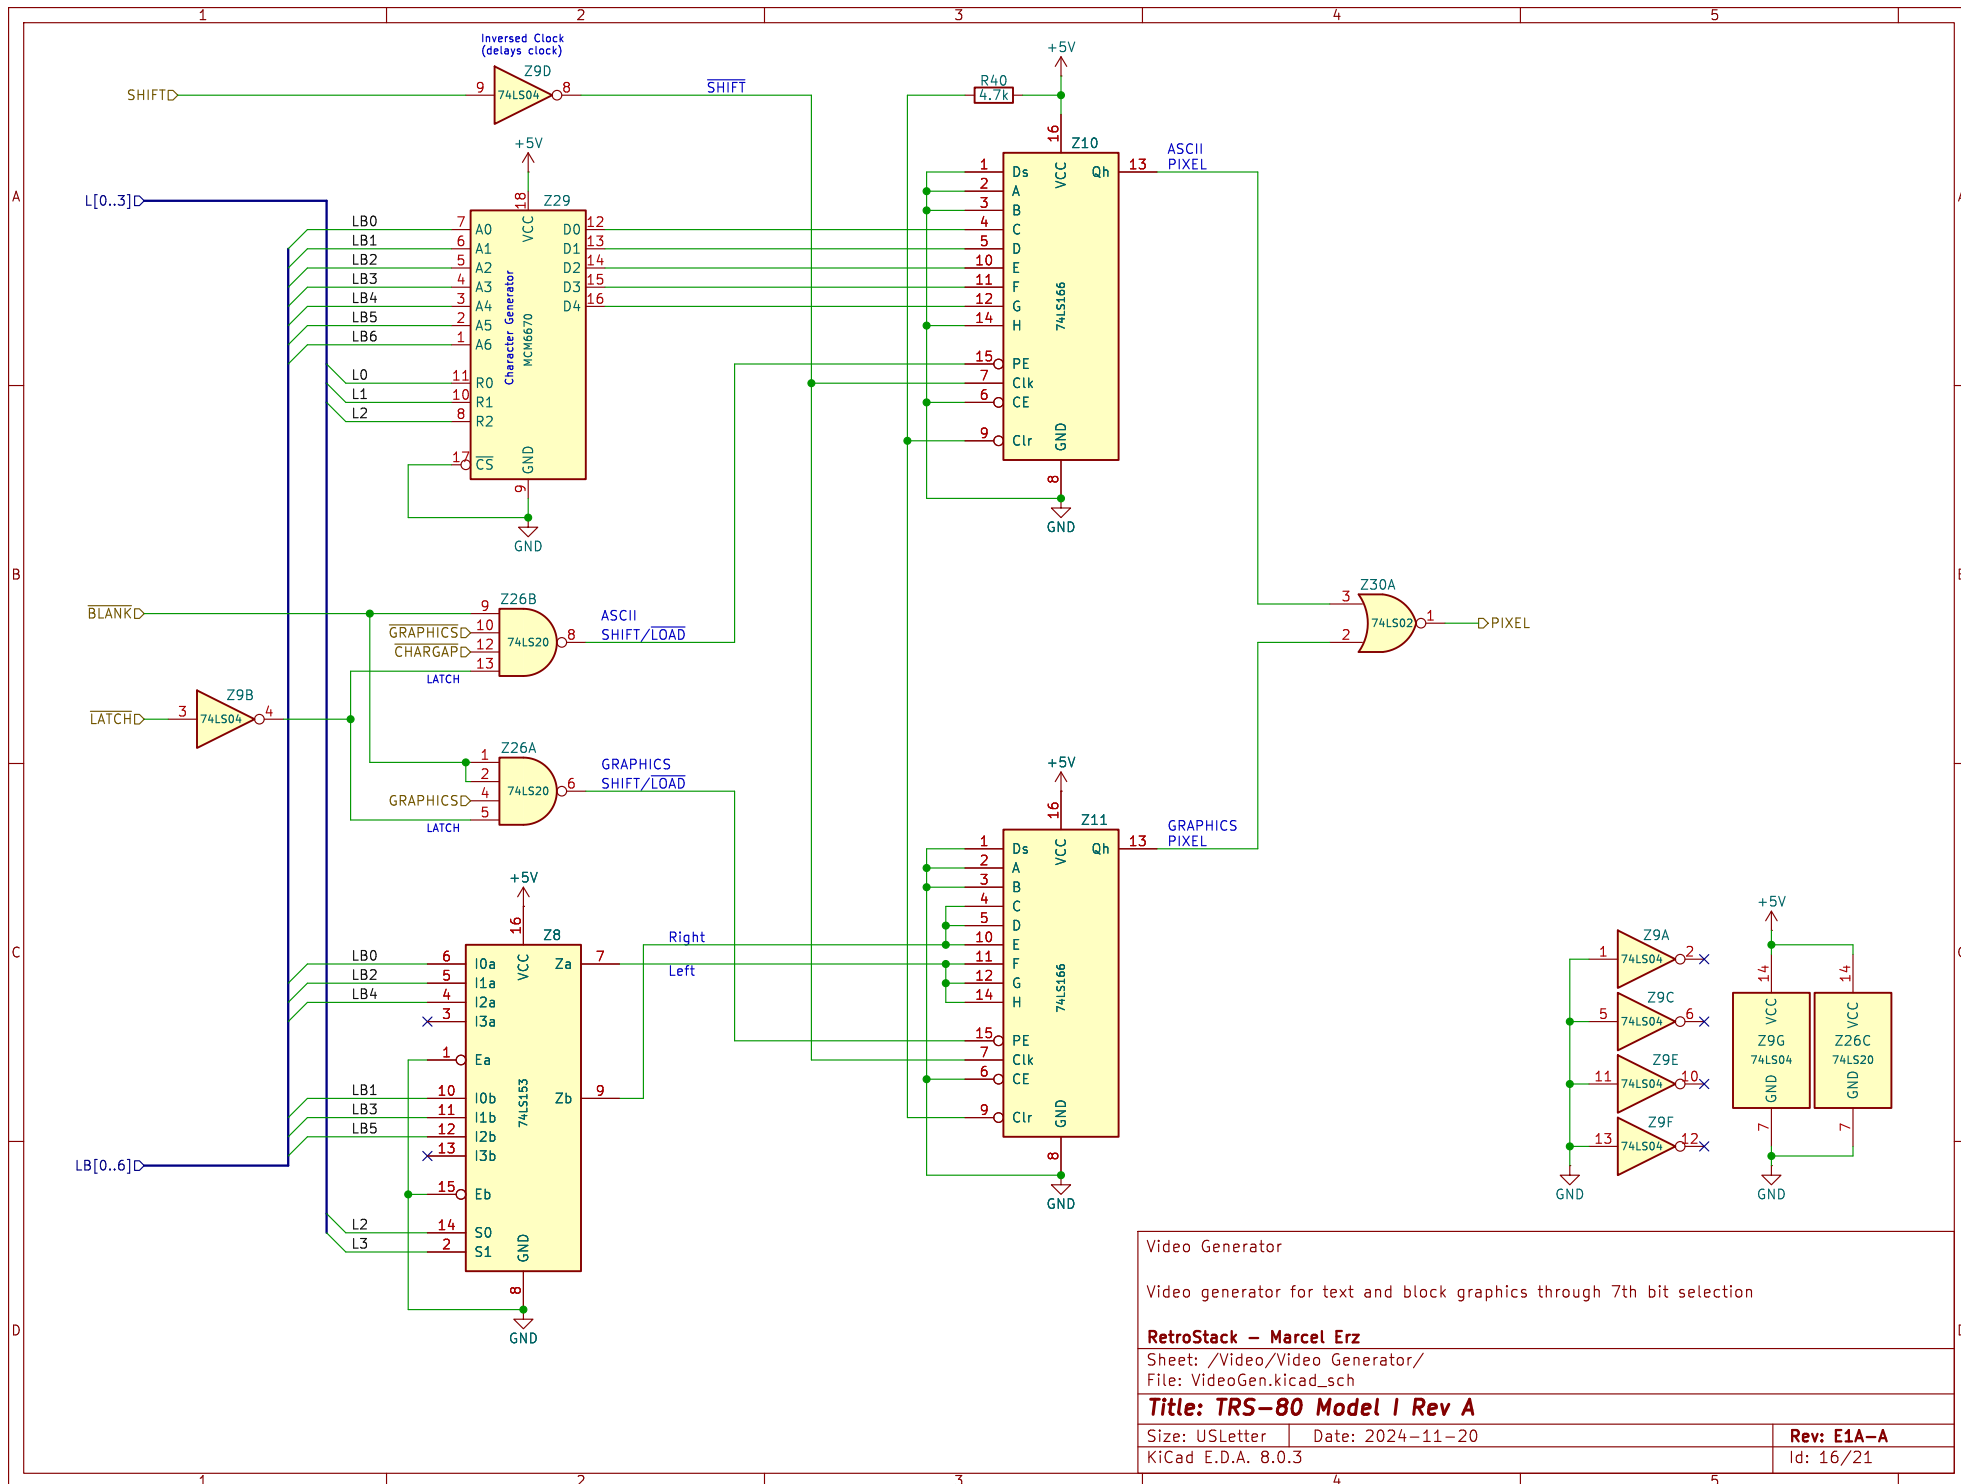 1 2 3 4 5
Inversed Clock
(delays clock)
Z9D
SHIFT
9 74LS04 8
SHIFT
+5V
R40
4.7k
16
Z10
ASCII
PIXEL
1 Ds
2 A
3 B
4 C
5 D
10 E
11 F
12 G
14 H
15 PE
7 Clk
6 CE
9 Clr
VCC
Qh 13
74LS166
GND
8
GND
A
L[0..3]
+5V
18
Z29
VCC
LB0 7 A0
LB1 6 A1
LB2 5 A2
LB3 4 A3
LB4 3 A4
LB5 2 A5
LB6 1 A6
L0 11 R0
L1 10 R1
L2 8 R2
17 CS
D0 12
D1 13
D2 14
D3 15
D4 16
Character Generator
MCM6670
GND
9
GND
B
BLANK
Z26B
9
GRAPHICS 10
CHARGAP 12
13
LATCH
74LS20 8
ASCII
SHIFT/LOAD
Z9B
LATCH
3 74LS04 4
Z26A
1
2
GRAPHICS 4
5
LATCH
74LS20 6
GRAPHICS
SHIFT/LOAD
Z30A
3
2
74LS02 1
PIXEL
+5V
16
Z11
GRAPHICS
PIXEL
1 Ds
2 A
3 B
4 C
5 D
10 E
11 F
12 G
14 H
15 PE
7 Clk
6 CE
9 Clr
VCC
Qh 13
74LS166
GND
8
GND
C
+5V
16
Z8
VCC
LB0 6 I0a
LB2 5 I1a
LB4 4 I2a
3 I3a
1 Ea
LB1 10 I0b
LB3 11 I1b
LB5 12 I2b
13 I3b
15 Eb
L2 14 S0
L3 2 S1
Za 7
Zb 9
Right
Left
74LS153
GND
8
GND
LB[0..6]
Z9A
1 74LS04 2
Z9C
5 74LS04 6
Z9E
11 74LS04 10
Z9F
13 74LS04 12
GND
+5V
14 14
VCC VCC
Z9G Z26C
74LS04 74LS20
GND GND
7 7
GND
D
Video Generator
Video generator for text and block graphics through 7th bit selection
RetroStack - Marcel Erz
Sheet: /Video/Video Generator/
File: VideoGen.kicad_sch
Title: TRS-80 Model I Rev A
Size: USLetter Date: 2024-11-20 Rev: E1A-A
KiCad E.D.A. 8.0.3 Id: 16/21
1 2 3 4 5